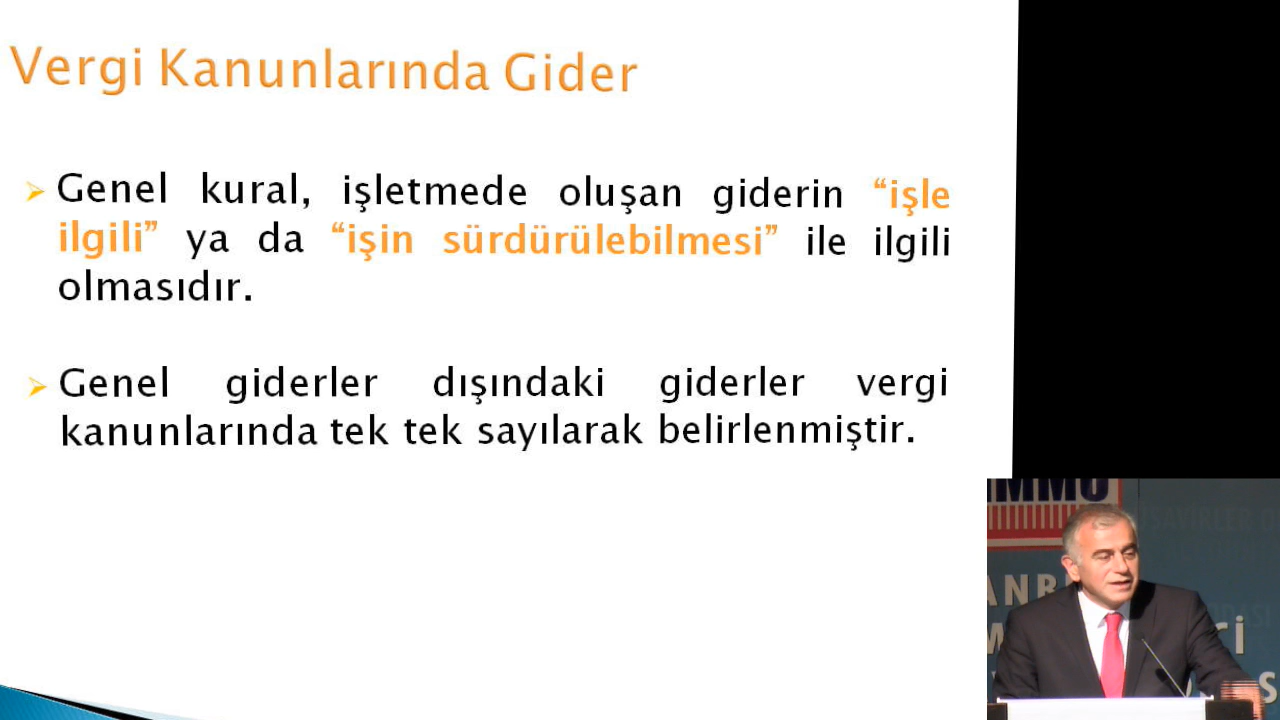 Vergi Kanunlarında Gider
Genel kural, işletmede oluşan giderin “işle
ilgili” ya da “işin sürdürülebilmesi” ile ilgili
olmasıdır.
Genel giderler dışındaki giderler vergi
kanunlarında tek tek sayılarak belirlenmiştir.